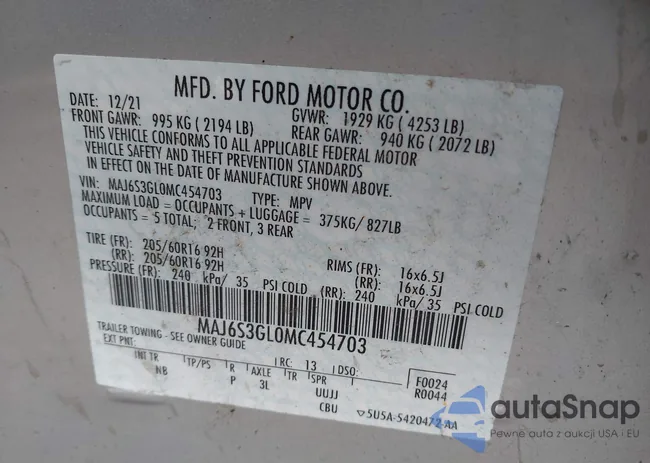 MFD. BY FORD MOTOR CO.
DATE: 12/21 GVWR: 1929 KG ( 4253 LB)
FRONT GAWR: 995 KG ( 2194 LB) REAR GAWR: 940 KG ( 2072 LB)
THIS VEHICLE CONFORMS TO ALL APPLICABLE FEDERAL MOTOR
VEHICLE SAFETY AND THEFT PREVENTION STANDARDS
IN EFFECT ON THE DATE OF MANUFACTURE SHOWN ABOVE.
VIN: MAJ6S3GL0MC454703 TYPE: MPV
MAXIMUM LOAD = OCCUPANTS + LUGGAGE = 375KG/ 827LB
OCCUPANTS = 5 TOTAL; 2 FRONT, 3 REAR
TIRE (FR): 205/60R16 92H RIMS (FR): 16x6.5J
(RR): 205/60R16 92H (RR): 16x6.5J
PRESSURE (FR): 240 kPa/ 35 PSI COLD (RR): 240 kPa/ 35 PSI COLD
MAJ6S3GL0MC454703
TRAILER TOWING - SEE OWNER GUIDE
EXT PNT: RC: 13 DSO: F0024
INT TR TP/PS R AXLE TR SPR R0044
NB P 3L UUJJ
CBU 5U5A-5420472-AA
autaSnap
Pewne auta z aukcji USA · EU